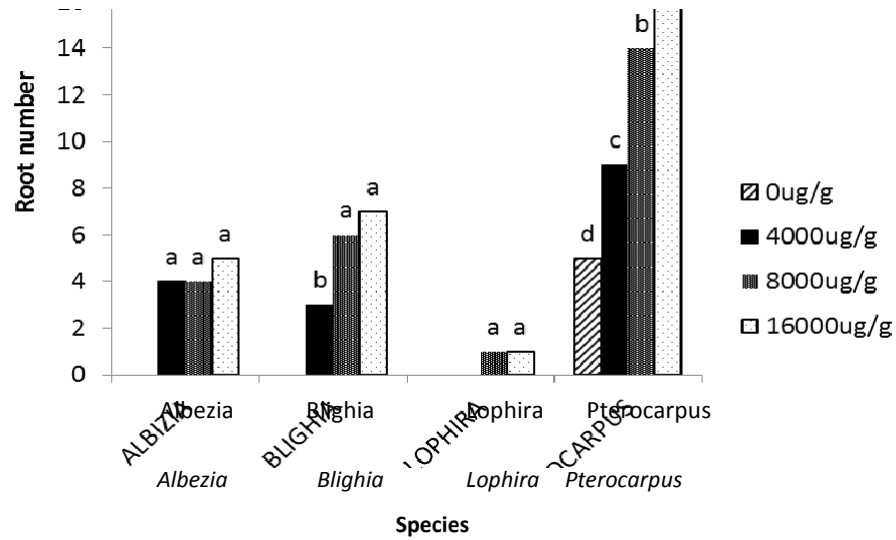 14
12
10
8
6
4
2
0
Root number
a a a
b a a
a a
d c b
0ug/g
4000ug/g
8000ug/g
16000ug/g
ALBIZIA BLIGHIA LOPHIRA OCARPUS
Albezia Blighia Lophira Pterocarpus
Albezia Blighia Lophira Pterocarpus
Species